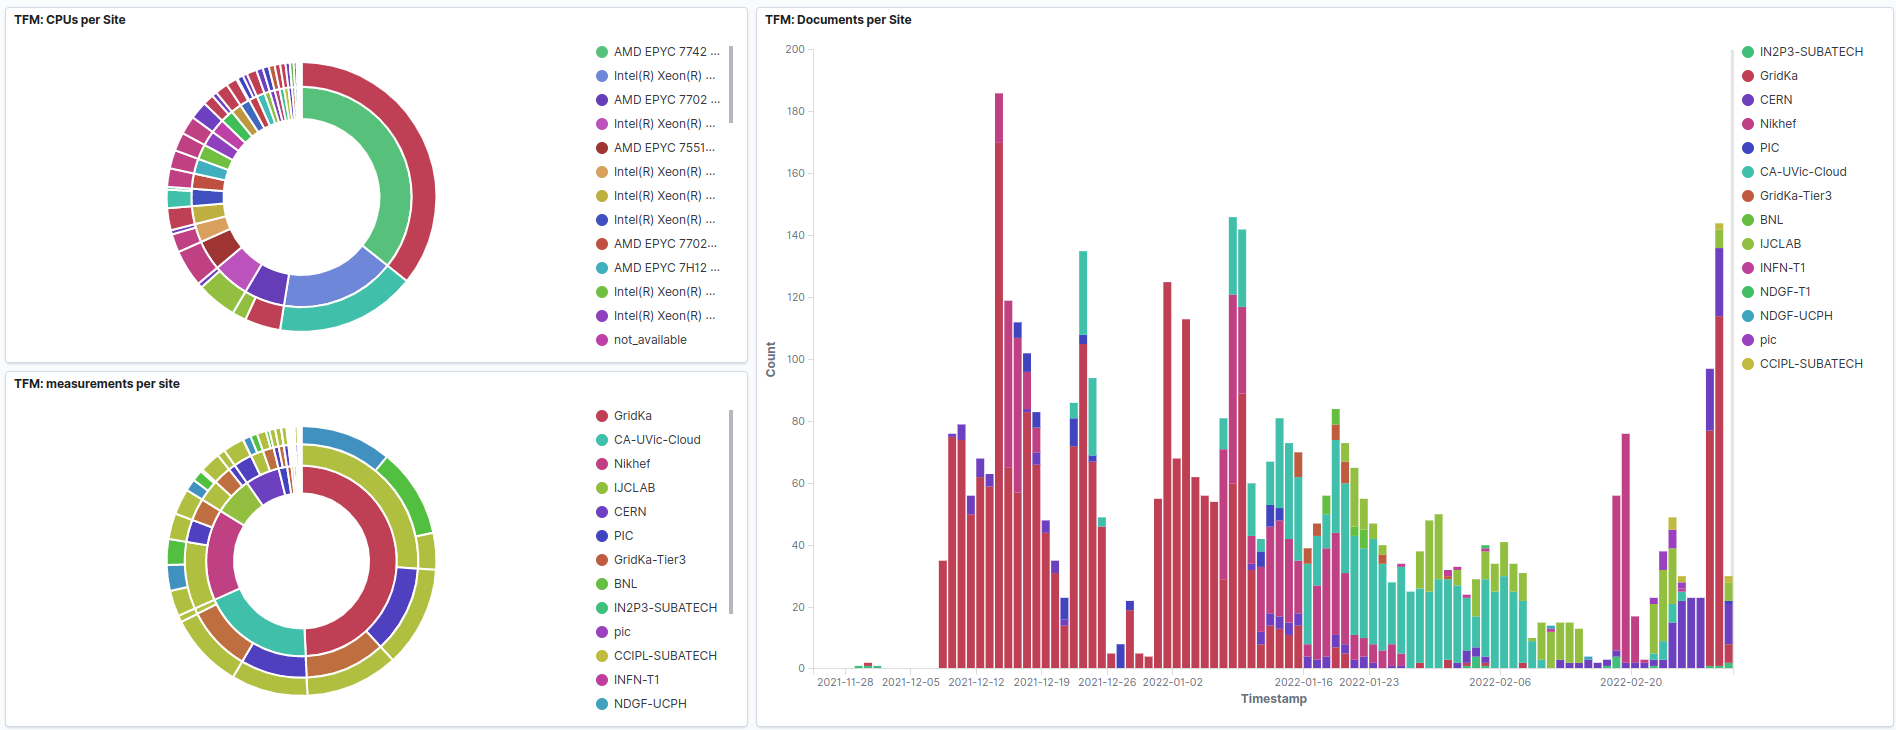 TFM: CPUs per Site
AMD EPYC 7742 ...
Intel(R) Xeon(R) ...
AMD EPYC 7702 ...
Intel(R) Xeon(R) ...
AMD EPYC 7551...
Intel(R) Xeon(R) ...
Intel(R) Xeon(R) ...
Intel(R) Xeon(R) ...
AMD EPYC 7702...
AMD EPYC 7H12 ...
Intel(R) Xeon(R) ...
Intel(R) Xeon(R) ...
not_available
TFM: measurements per site
GridKa
CA-UVic-Cloud
Nikhef
IJCLAB
CERN
PIC
GridKa-Tier3
BNL
IN2P3-SUBATECH
pic
CCIPL-SUBATECH
INFN-T1
NDGF-UCPH
TFM: Documents per Site
200
180
160
140
120
100
80
60
40
20
0
Count
2021-11-28
2021-12-05
2021-12-12
2021-12-19
2021-12-26
2022-01-02
2022-01-16
2022-01-23
2022-02-06
2022-02-20
Timestamp
IN2P3-SUBATECH
GridKa
CERN
Nikhef
PIC
CA-UVic-Cloud
GridKa-Tier3
BNL
IJCLAB
INFN-T1
NDGF-T1
NDGF-UCPH
pic
CCIPL-SUBATECH